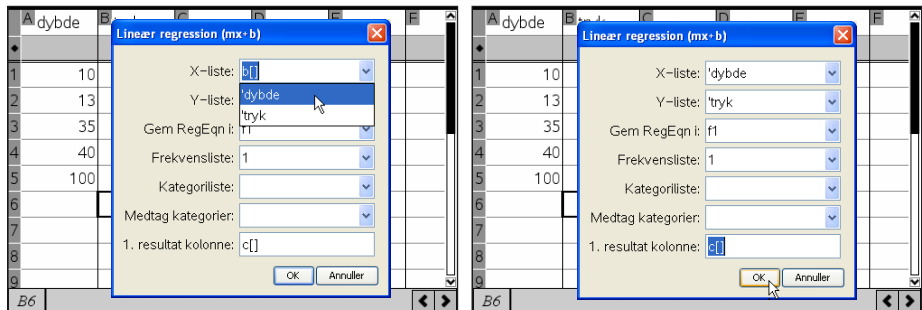 A dybde B C D E F
Lineær regression (mx+b)
X-liste: b[]
'dybde
'tryk
Y-liste:
Gem RegEqn i: f1
Frekvensliste: 1
Kategoriliste:
Medtag kategorier:
1. resultat kolonne: c[]
OK Annuller
1 10
2 13
3 35
4 40
5 100
6
7
8
9
B6
A dybde B C D E F
Lineær regression (mx+b)
X-liste: 'dybde
Y-liste: 'tryk
Gem RegEqn i: f1
Frekvensliste: 1
Kategoriliste:
Medtag kategorier:
1. resultat kolonne: c[]
OK Annuller
1 10
2 13
3 35
4 40
5 100
6
7
8
9
B6